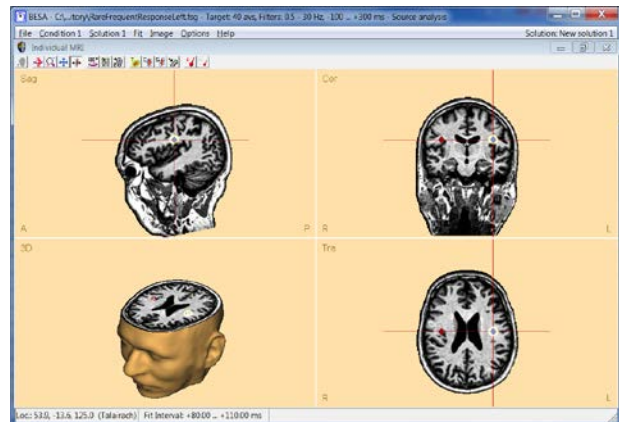 BESA - C:\...tory\RareFrequentResponseLeft.fsg - Target: 40 avs, Filters: 0.5 - 30 Hz, -100 ... +300 ms - Source analysis
File Condition 1 Solution 1 Fit Image Options Help Solution: New solution 1
Individual MRI
Sag Cor
A P R L
3D Tra
R L
Loc.: -13.6, 125.0 (Talairach) Fit Interval: +80.00 ... +110.00 ms